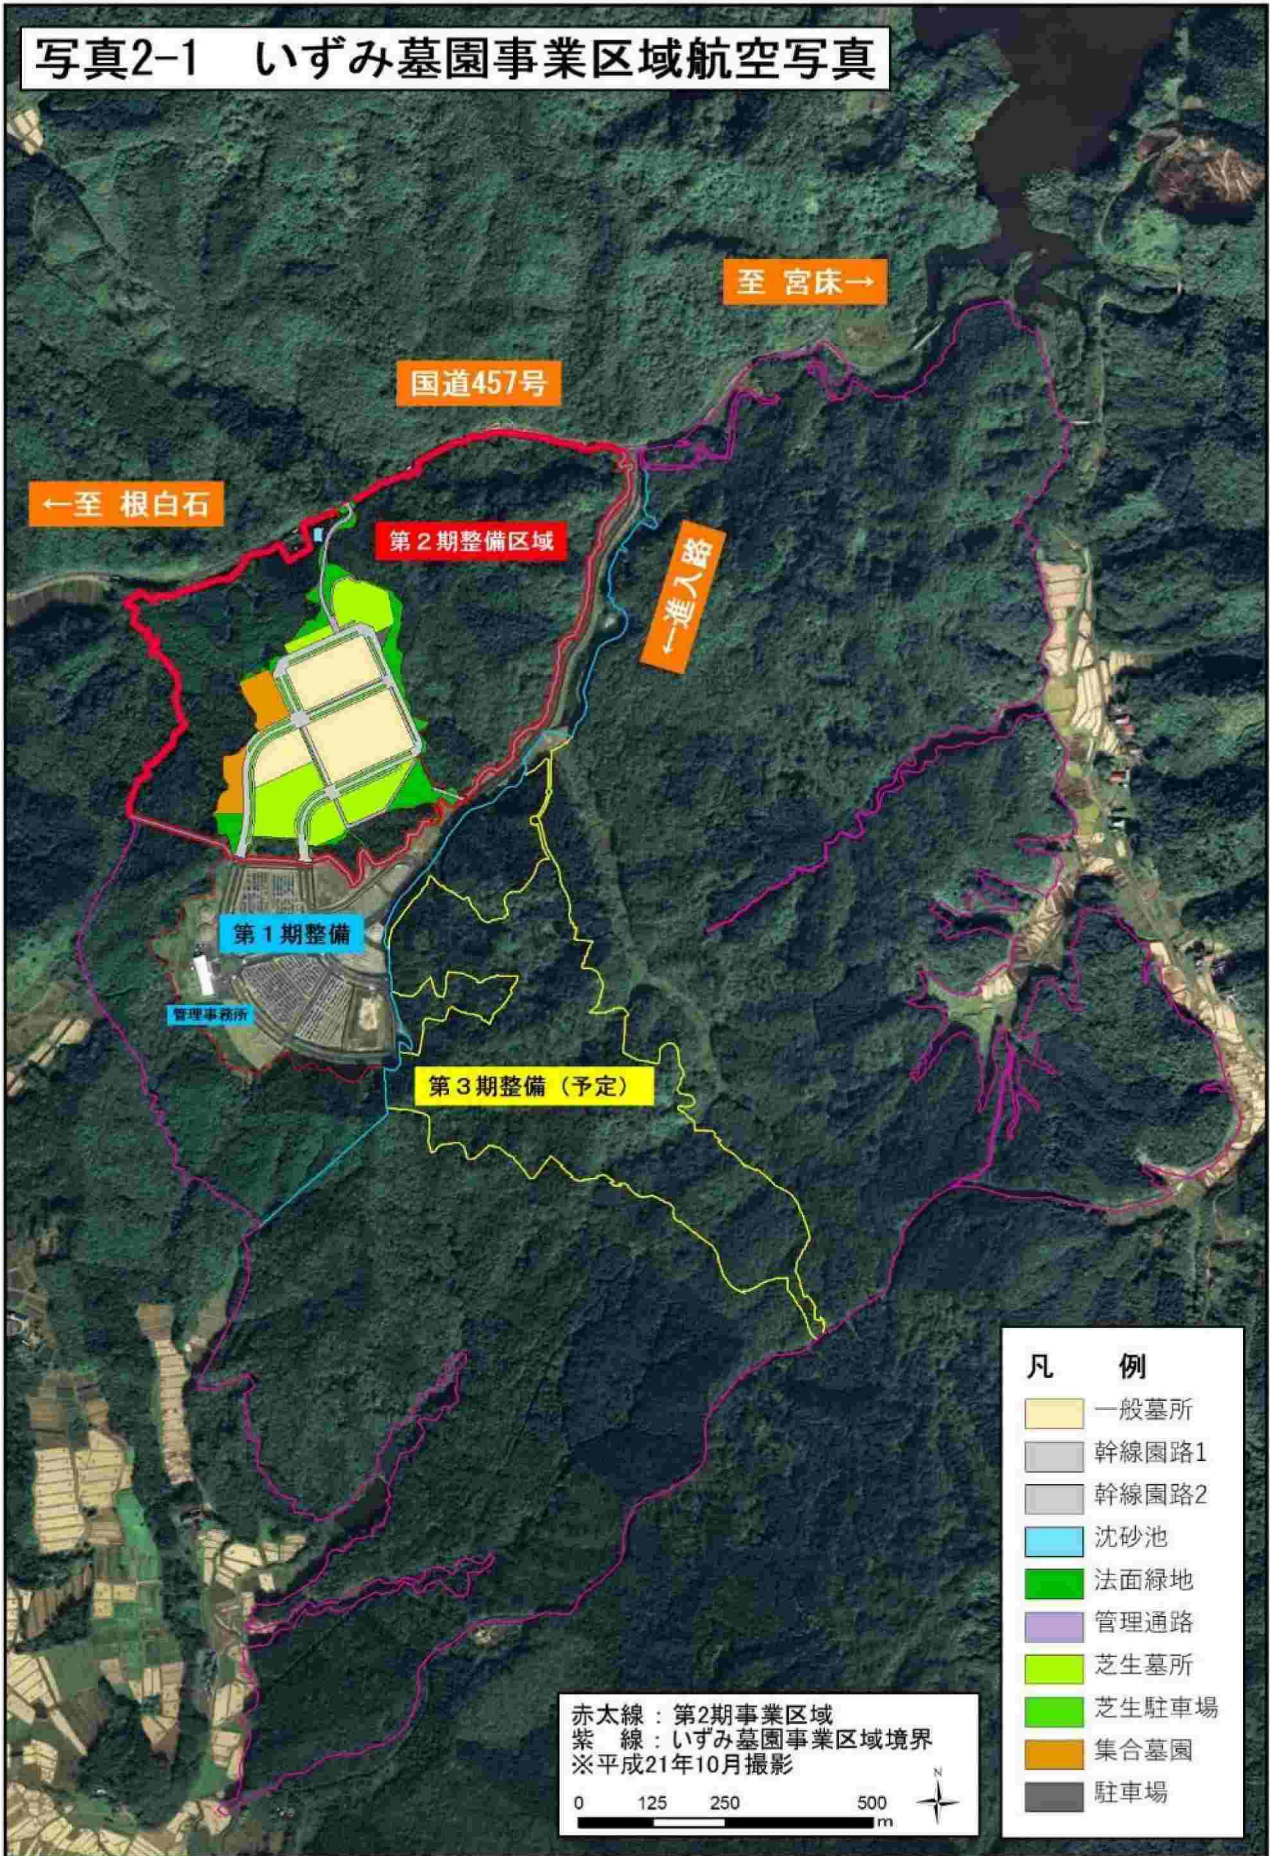 写真2-1　いずみ墓園事業区域航空写真
至 宮床→
国道457号
←至 根白石
第２期整備区域
←進入路
第１期整備
管理事務所
第３期整備（予定）
凡　例
一般墓所
幹線園路1
幹線園路2
沈砂池
法面緑地
管理通路
芝生墓所
芝生駐車場
集合墓園
駐車場
赤太線：第2期事業区域
紫　線：いずみ墓園事業区域境界
※平成21年10月撮影
N
0 125 250 500
m